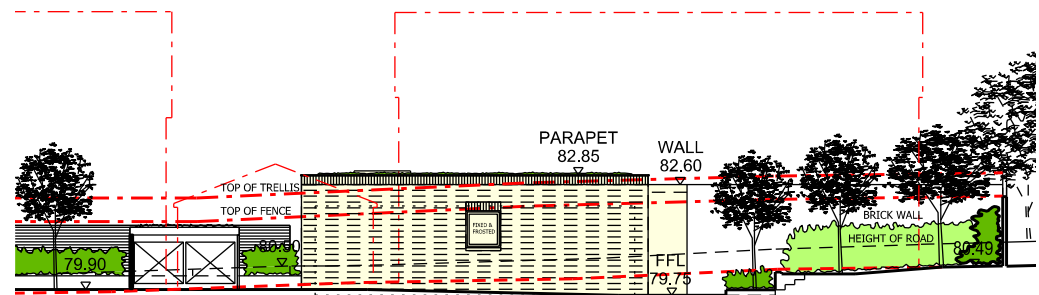 PARAPET
82.85
WALL
82.60
TOP OF TRELLIS
TOP OF FENCE
BRICK WALL
FIXED &
FROSTED
HEIGHT OF ROAD
80.90
80.49
79.90
FFL
79.75